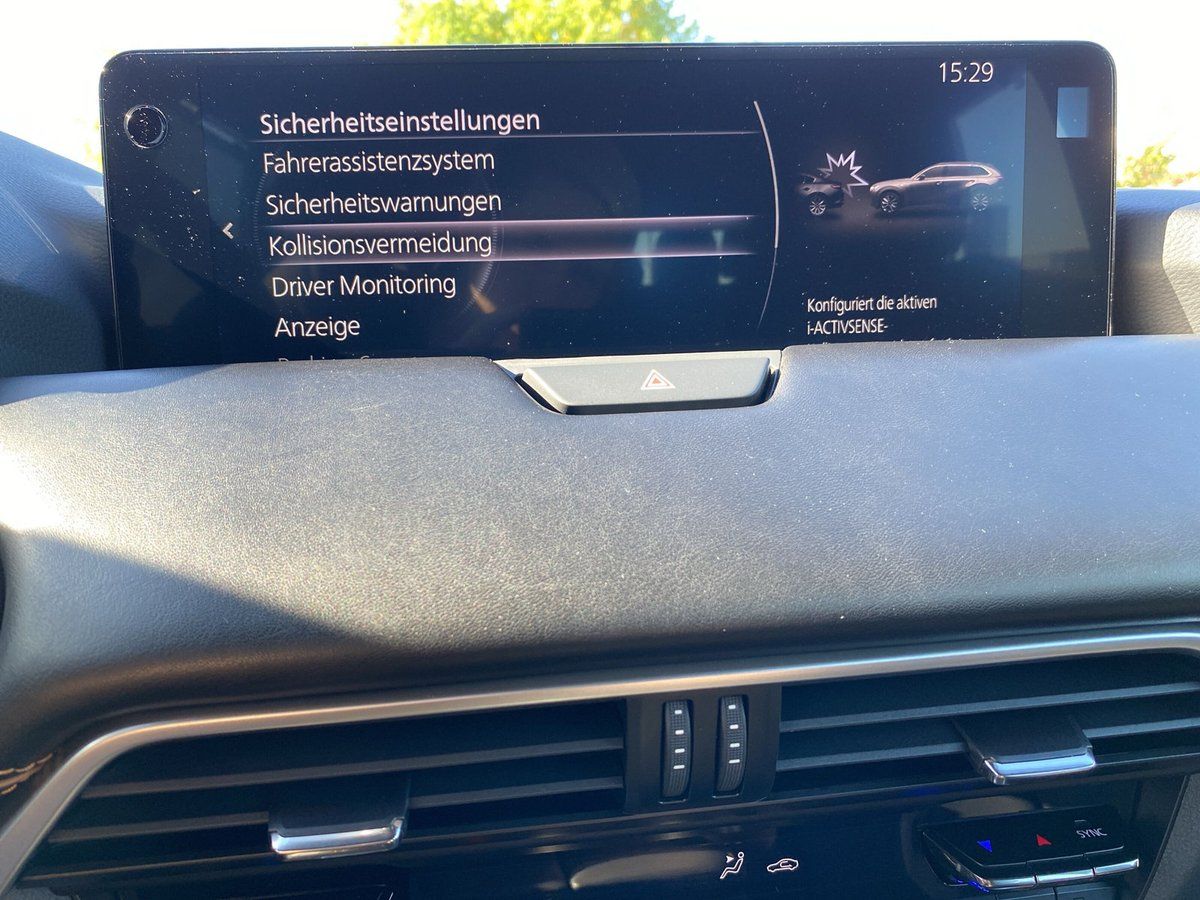 15:29
Sicherheitseinstellungen
Fahrerassistenzsystem
Sicherheitswarnungen
Kollisionsvermeidung
Driver Monitoring
Anzeige
Konfiguriert die aktiven
i-ACTIVSENSE-
SYNC